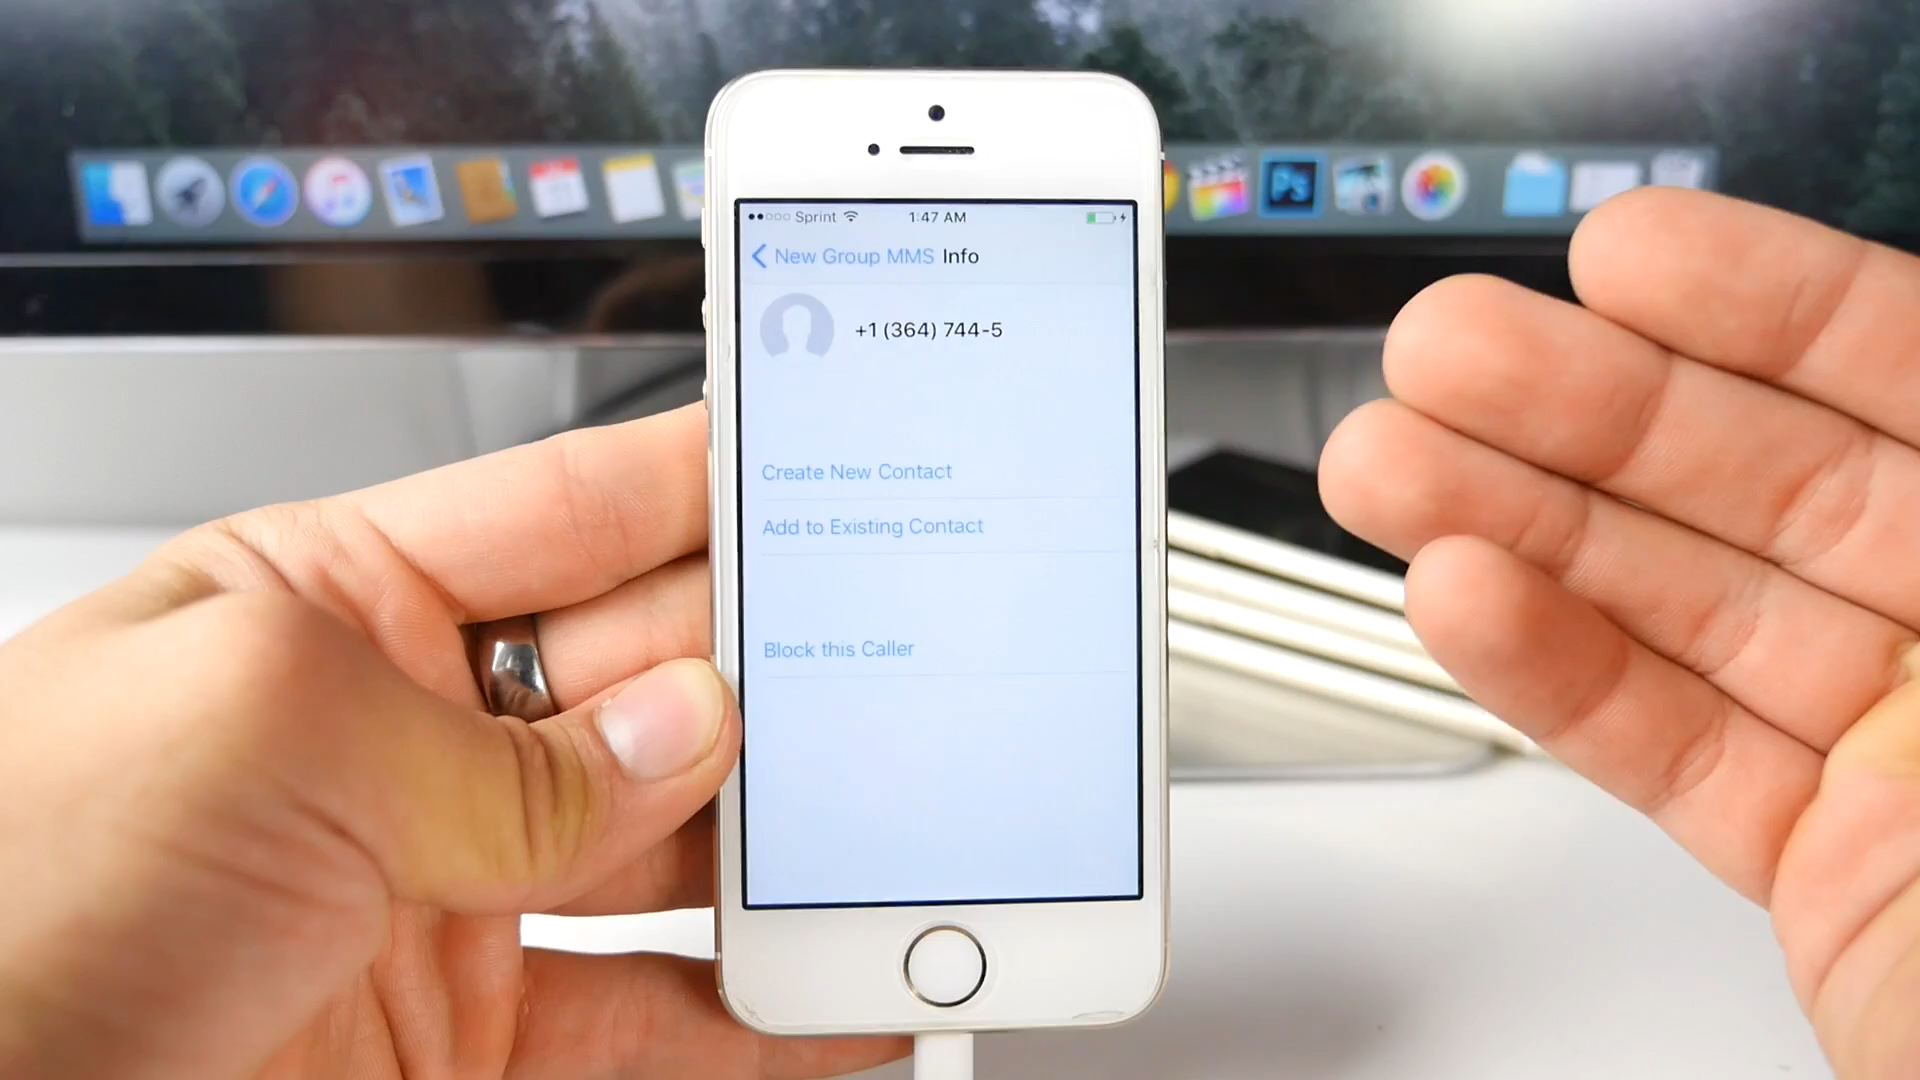 Sprint 1:47 AM
New Group MMS Info
+1 (364) 744-5
Create New Contact
Add to Existing Contact
Block this Caller
Ps